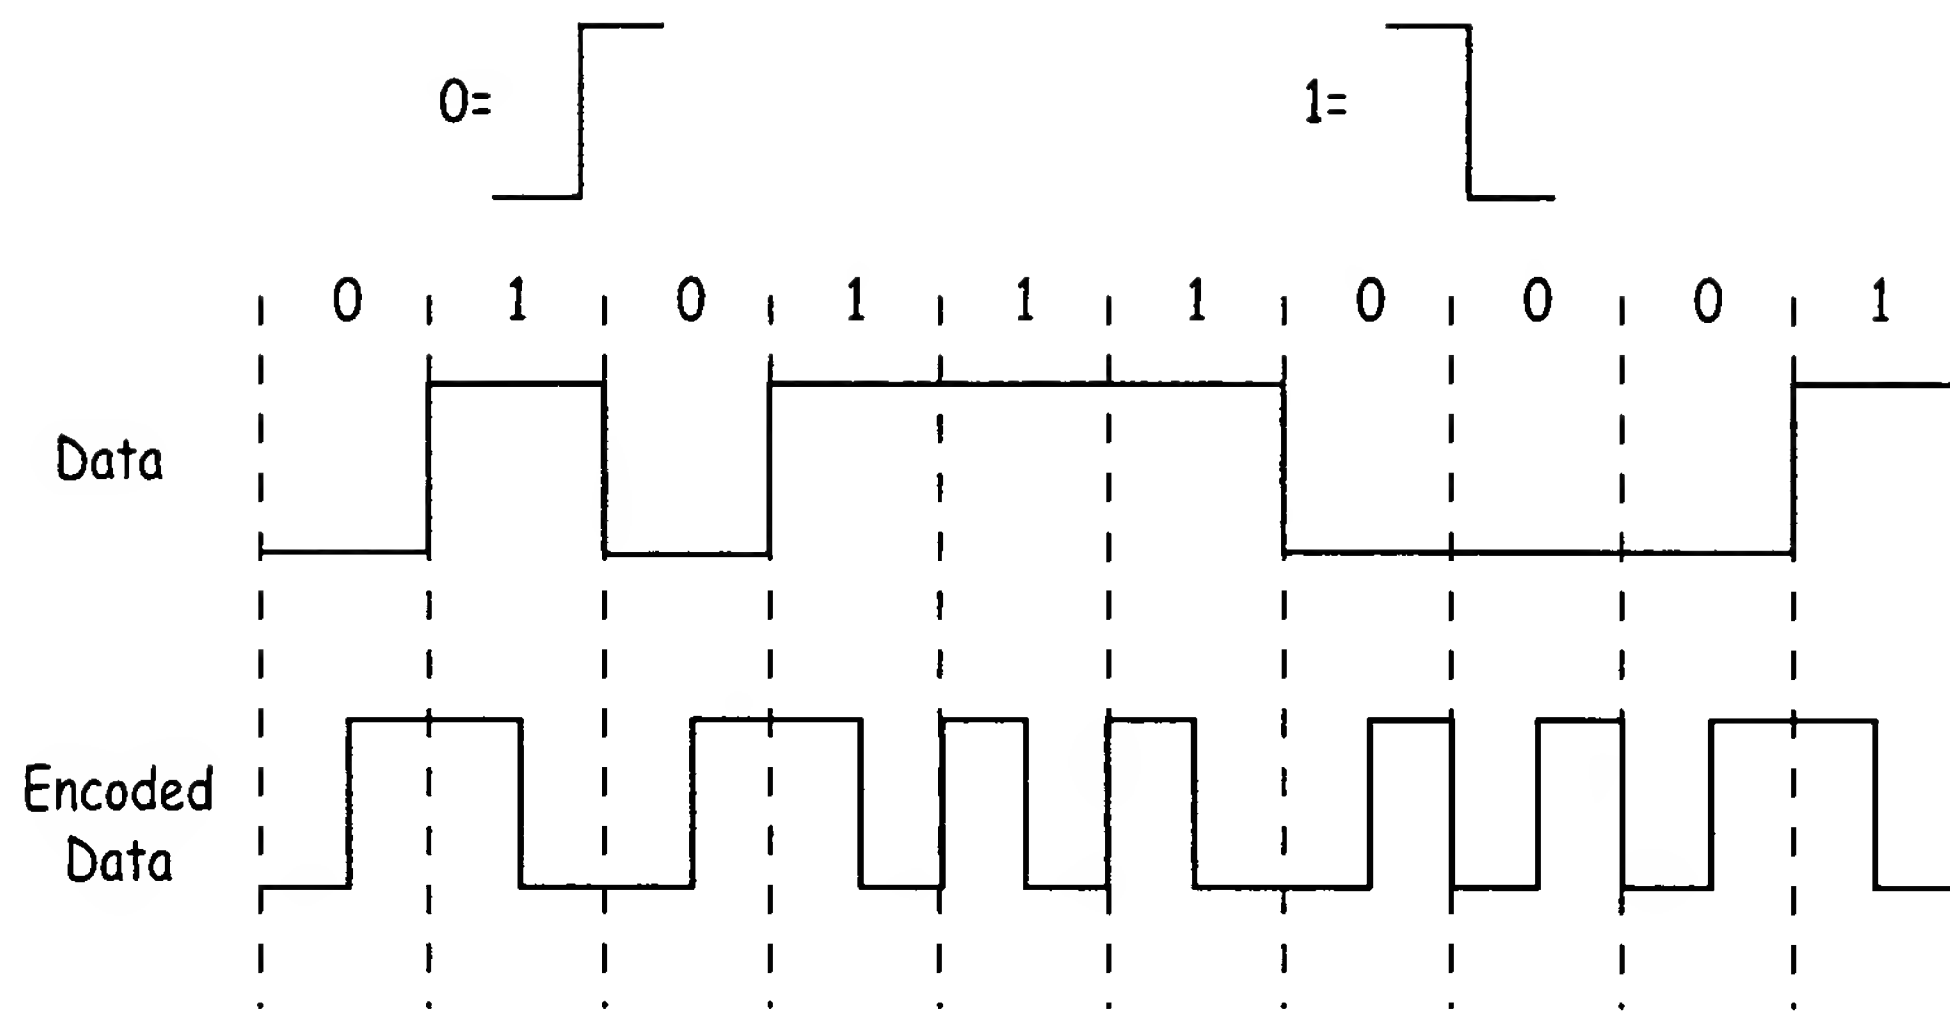 0= 1=
0 1 0 1 1 1 0 0 0 1
Data
Encoded
Data